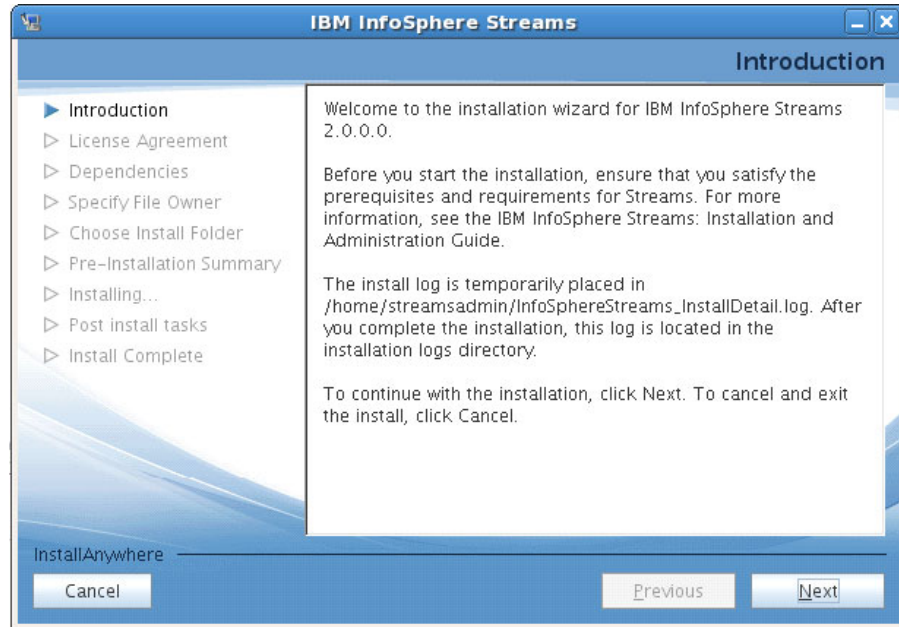 IBM InfoSphere Streams
Introduction
Introduction
License Agreement
Dependencies
Specify File Owner
Choose Install Folder
Pre-Installation Summary
Installing...
Post install tasks
Install Complete
Welcome to the installation wizard for IBM InfoSphere Streams
2.0.0.0.
Before you start the installation, ensure that you satisfy the
prerequisites and requirements for Streams. For more
information, see the IBM InfoSphere Streams: Installation and
Administration Guide.
The install log is temporarily placed in
/home/streamsadmin/InfoSphereStreams_InstallDetail.log. After
you complete the installation, this log is located in the
installation logs directory.
To continue with the installation, click Next. To cancel and exit
the install, click Cancel.
InstallAnywhere
Cancel
Previous
Next